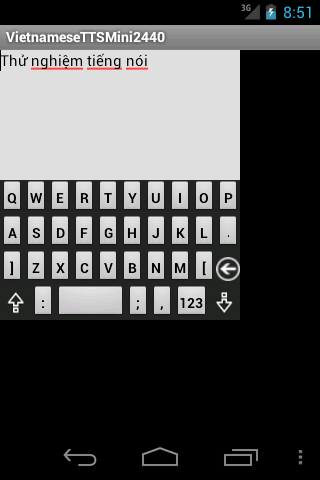 3G 8:51
VietnameseTTSMini2440
Thử nghiệm tiếng nói
Q W E R T Y U I O P
A S D F G H J K L .
] Z X C V B N M [
: ; , 123